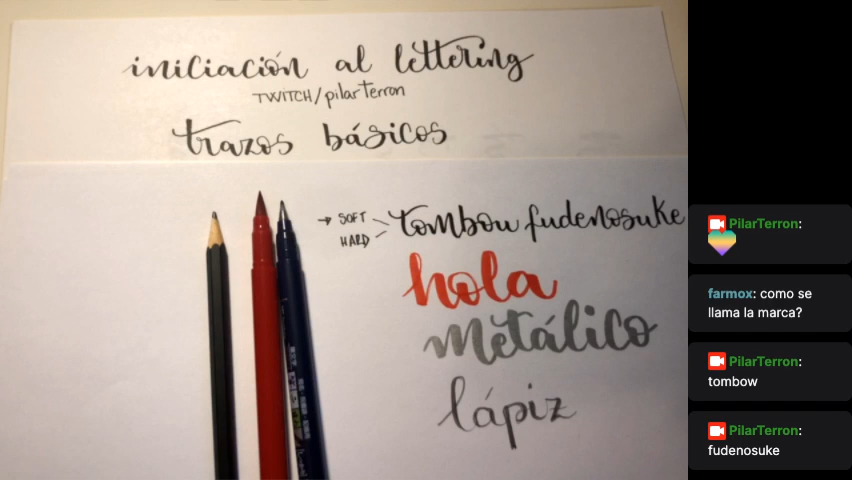 iniciación al lettering
TWITCH/pilarTerron
trazos básicos
→ SOFT
HARD
tombow fudenosuke
hola
metálico
lápiz
PilarTerron:
farmox: como se
llama la marca?
PilarTerron:
tombow
PilarTerron:
fudenosuke